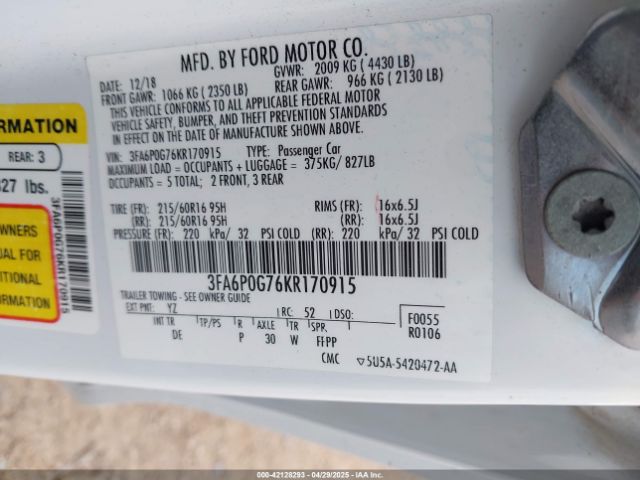 MFD. BY FORD MOTOR CO.
DATE: 12/18 GVWR: 2009 KG ( 4430 LB)
FRONT GAWR: 1066 KG ( 2350 LB) REAR GAWR: 966 KG ( 2130 LB)
THIS VEHICLE CONFORMS TO ALL APPLICABLE FEDERAL MOTOR
VEHICLE SAFETY, BUMPER, AND THEFT PREVENTION STANDARDS
IN EFFECT ON THE DATE OF MANUFACTURE SHOWN ABOVE.
VIN: 3FA6P0G76KR170915 TYPE: Passenger Car
MAXIMUM LOAD = OCCUPANTS + LUGGAGE = 375KG/ 827LB
OCCUPANTS = 5 TOTAL; 2 FRONT, 3 REAR
TIRE (FR): 215/60R16 95H RIMS (FR): 16x6.5J
(RR): 215/60R16 95H (RR): 16x6.5J
PRESSURE (FR): 220 kPa/ 32 PSI COLD (RR): 220 kPa/ 32 PSI COLD
3FA6P0G76KR170915
TRAILER TOWING - SEE OWNER GUIDE
EXT PNT: YZ RC: 52 DSO: F0055
INT TR TP/PS R AXLE TR SPR R0106
DE P 30 W FFPP
CMC 5U5A-5420472-AA
ORMATION
REAR: 3
27 lbs.
WNERS
UAL FOR
ITIONAL
RMATION
3FA6P0G76KR170915
000-42128293 - 04/29/2025 - IAAI.COM